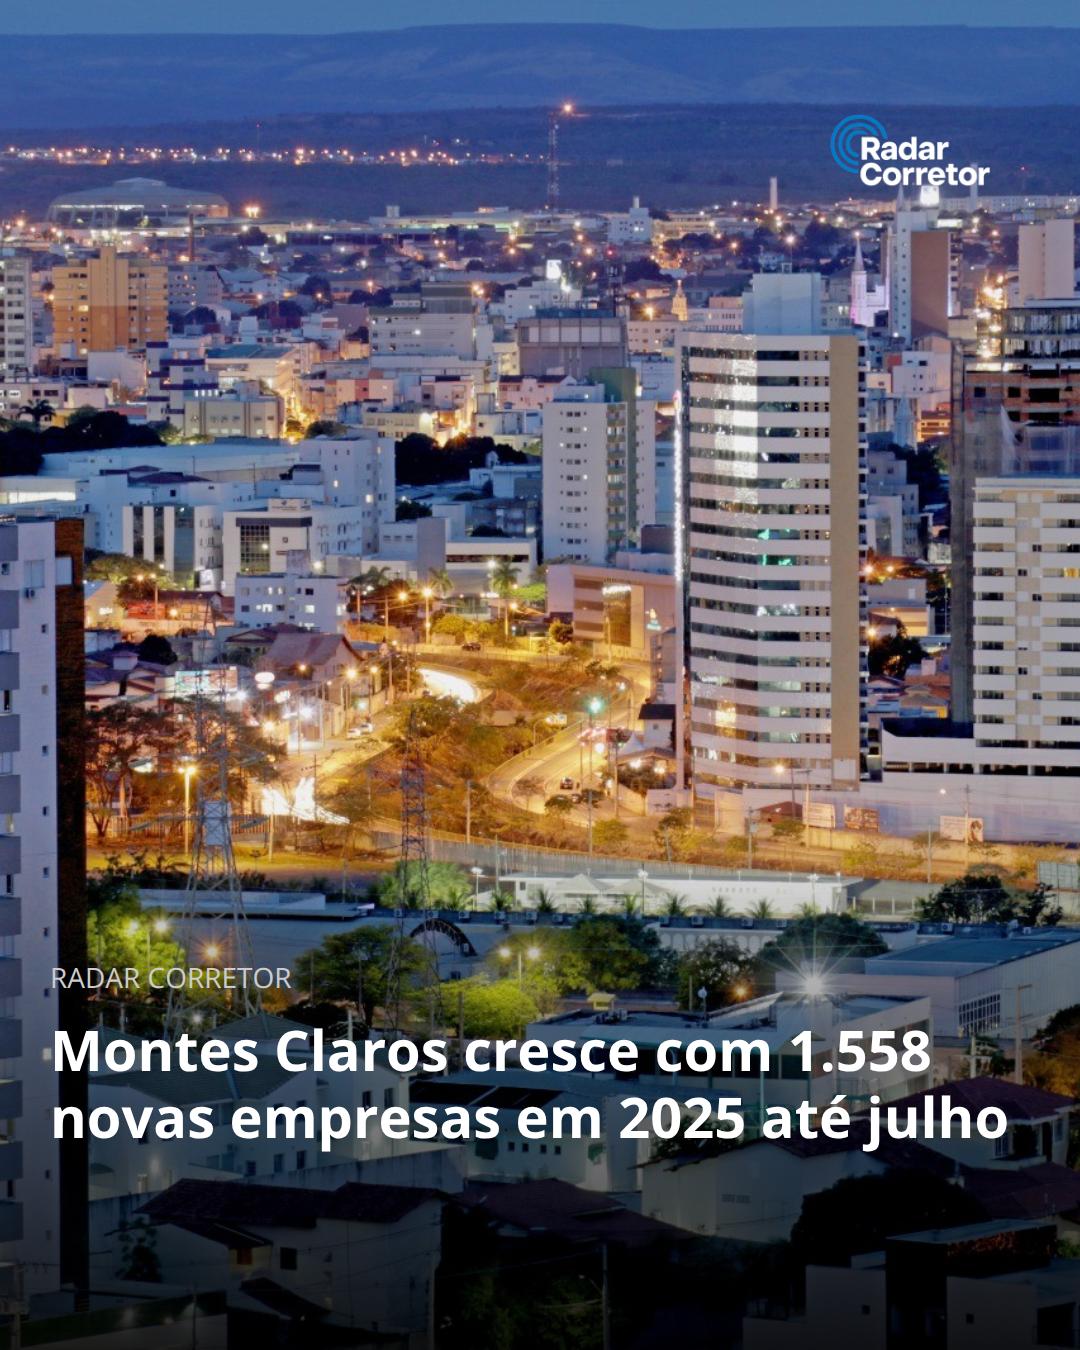 Radar
Corretor
RADAR CORRETOR
Montes Claros cresce com 1.558
novas empresas em 2025 até julho